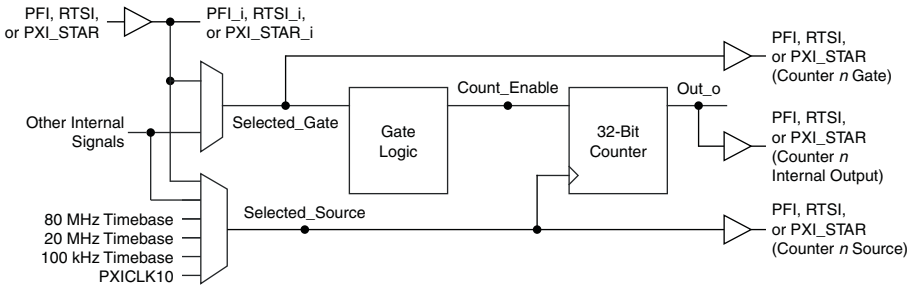 PFI, RTSI,
or PXI_STAR
PFI_i, RTSI_i,
or PXI_STAR_i
PFI, RTSI,
or PXI_STAR
(Counter n Gate)
Other Internal
Signals
Selected_Gate
Gate
Logic
Count_Enable
32-Bit
Counter
Out_o
PFI, RTSI,
or PXI_STAR
(Counter n
Internal Output)
80 MHz Timebase
20 MHz Timebase
100 kHz Timebase
PXICLK10
Selected_Source
PFI, RTSI,
or PXI_STAR
(Counter n Source)